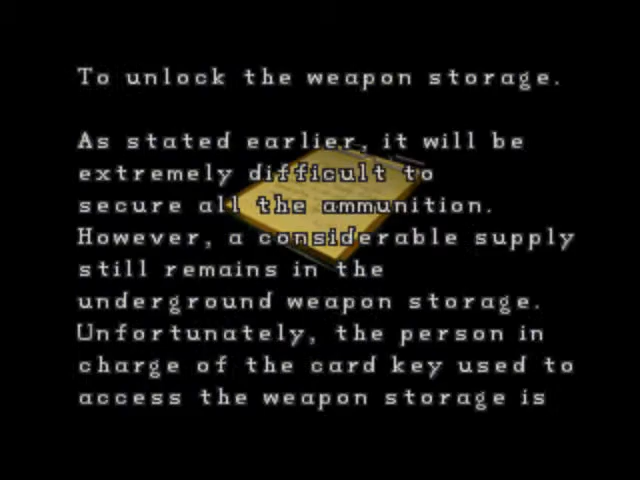 To unlock the weapon storage.
As stated earlier, it will be
extremely difficult to
secure all the ammunition.
However, a considerable supply
still remains in the
underground weapon storage.
Unfortunately, the person in
charge of the card key used to
access the weapon storage is